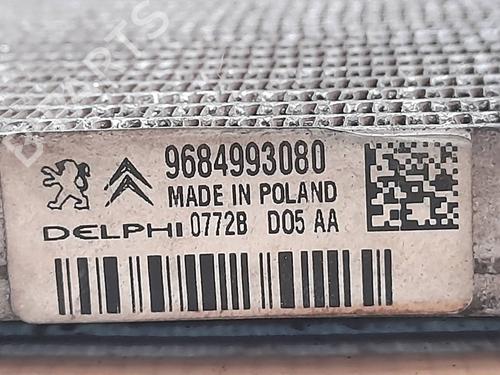 9684993080
MADE IN POLAND
DELPHI 0772B D05 AA